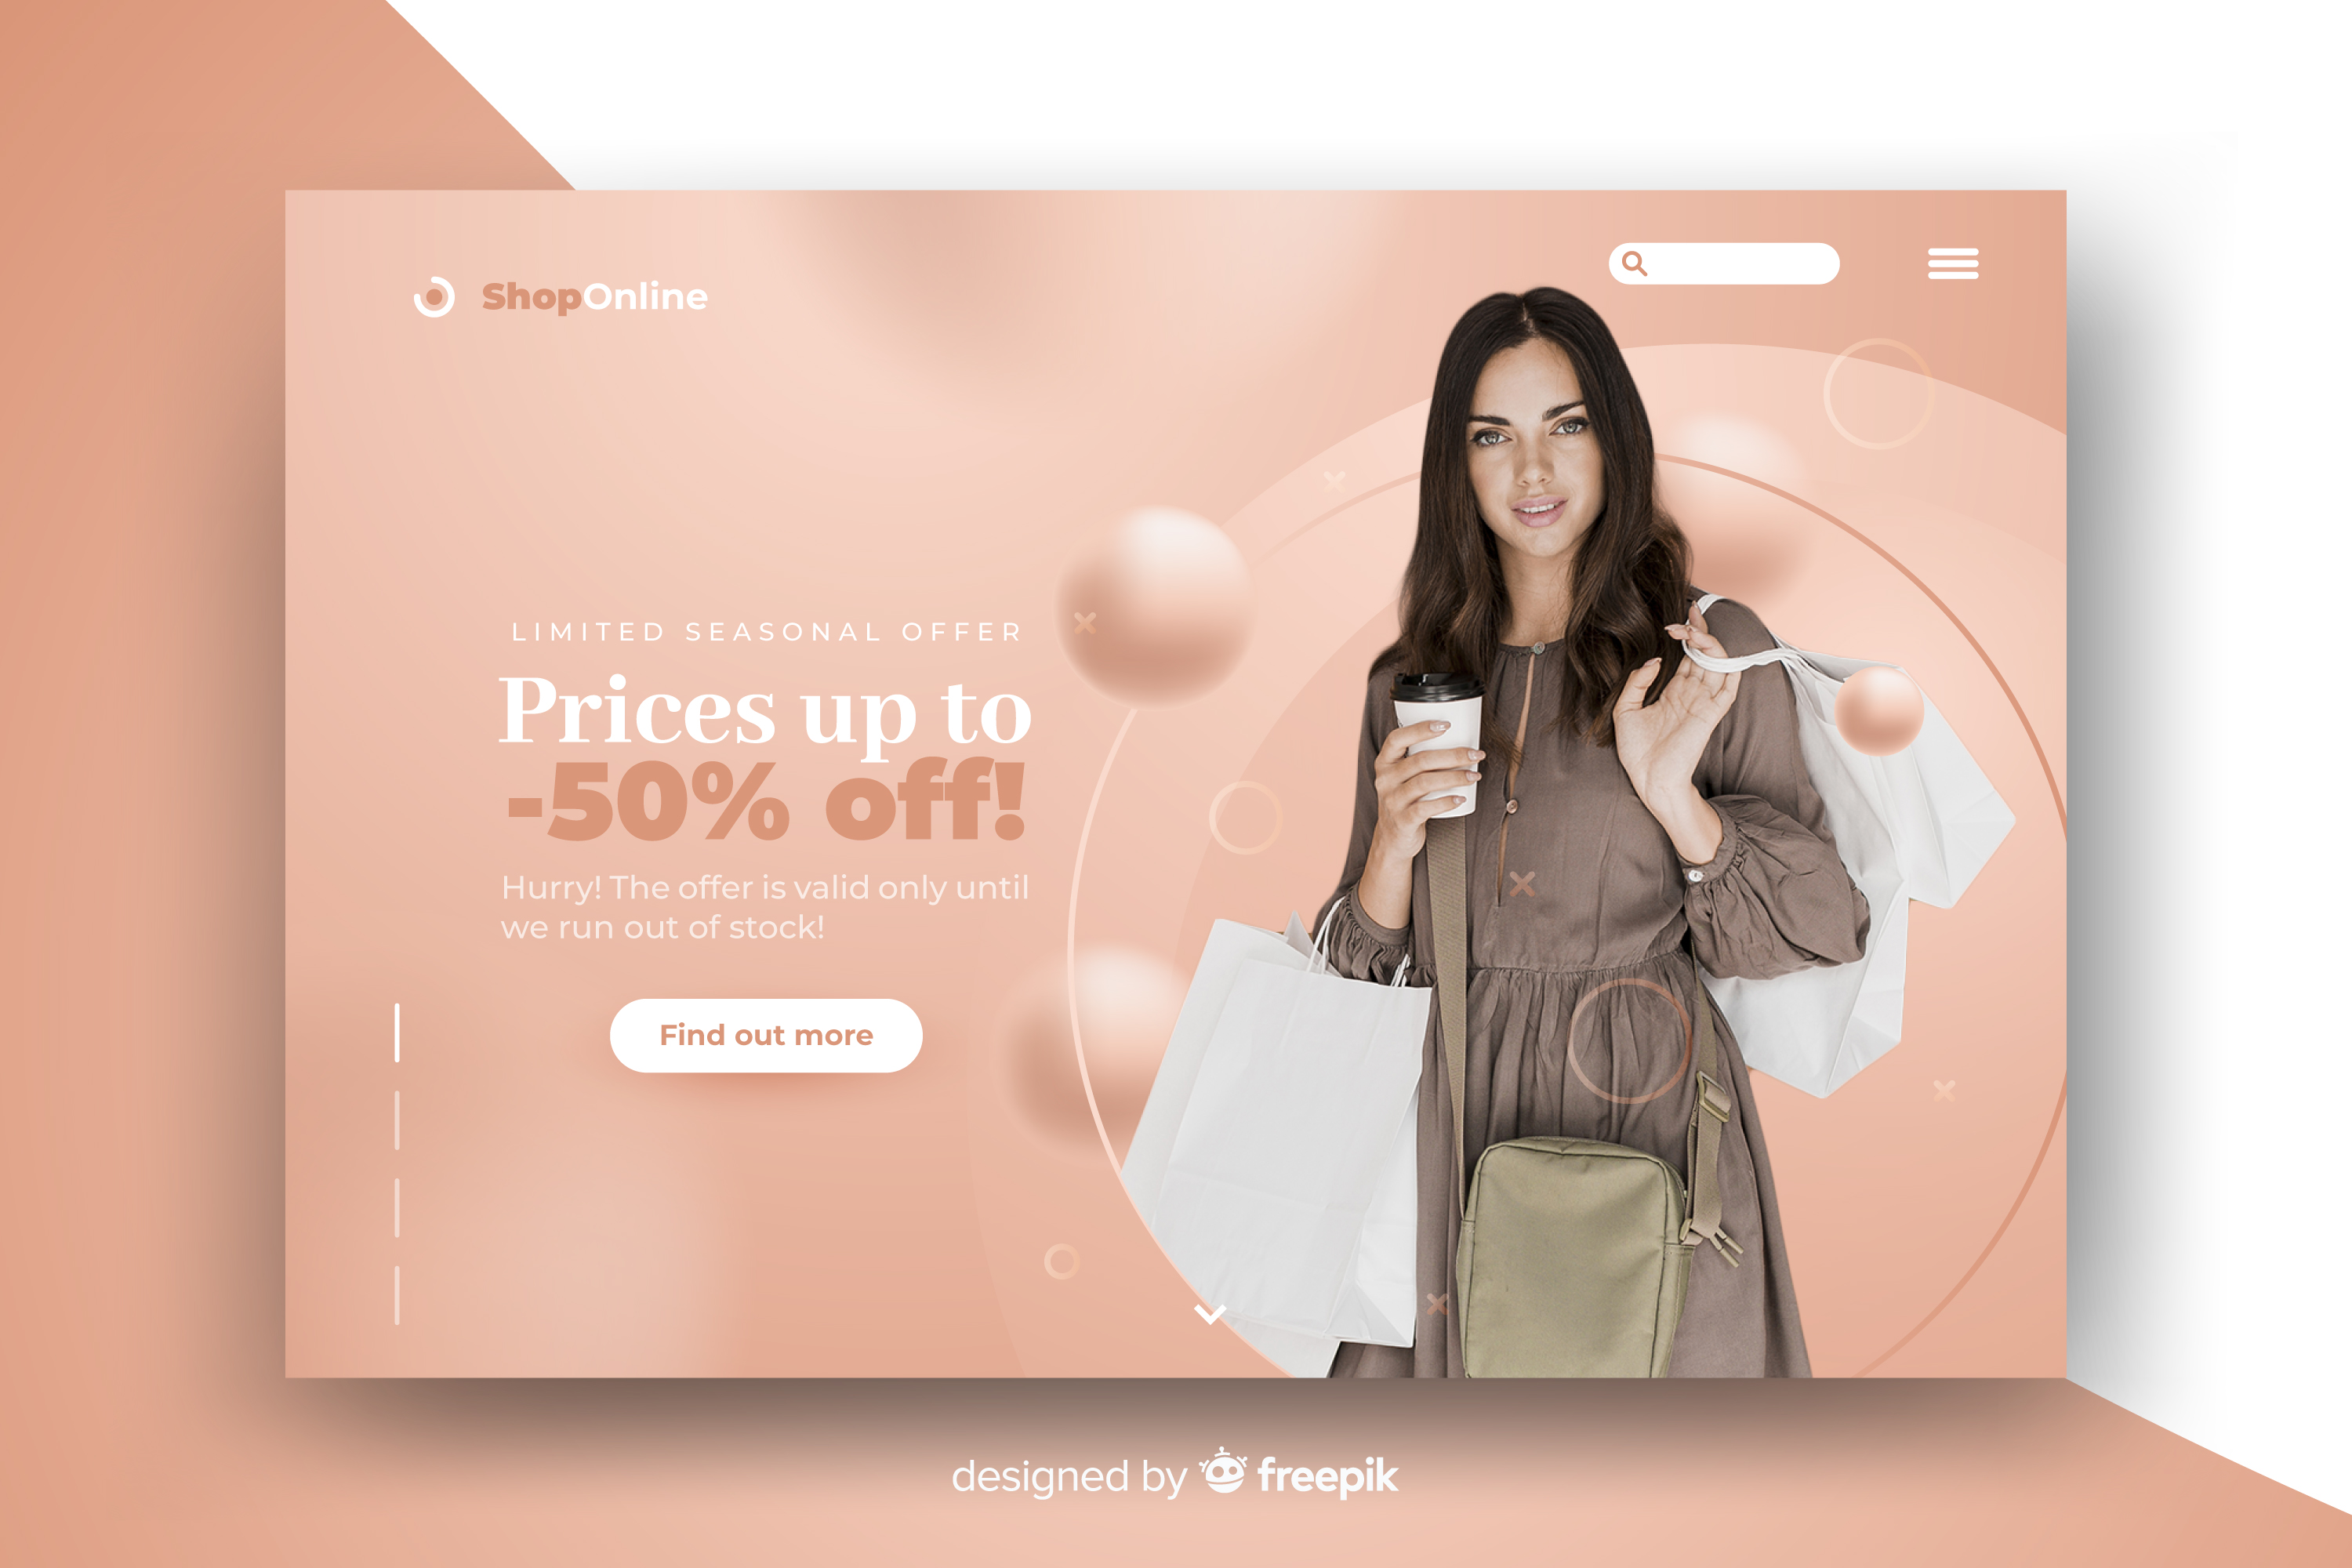 ShopOnline
LIMITED SEASONAL OFFER
Prices up to
-50% off!
Hurry! The offer is valid only until
we run out of stock!
Find out more
designed by freepik